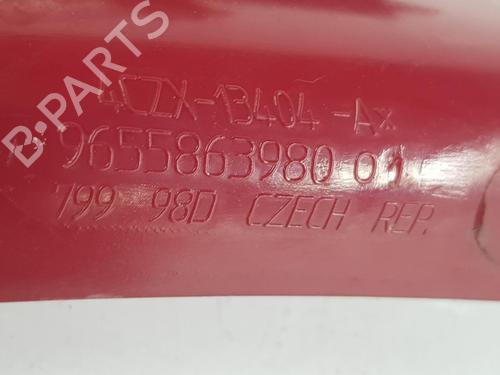 4CZX-13404-Ax
9655863980 01
799 98D CZECH REP.
B-PARTS